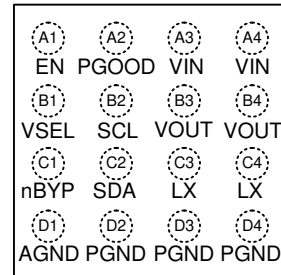 A1 A2 A3 A4
EN PGOOD VIN VIN
B1 B2 B3 B4
VSEL SCL VOUT VOUT
C1 C2 C3 C4
nBYP SDA LX LX
D1 D2 D3 D4
AGND PGND PGND PGND